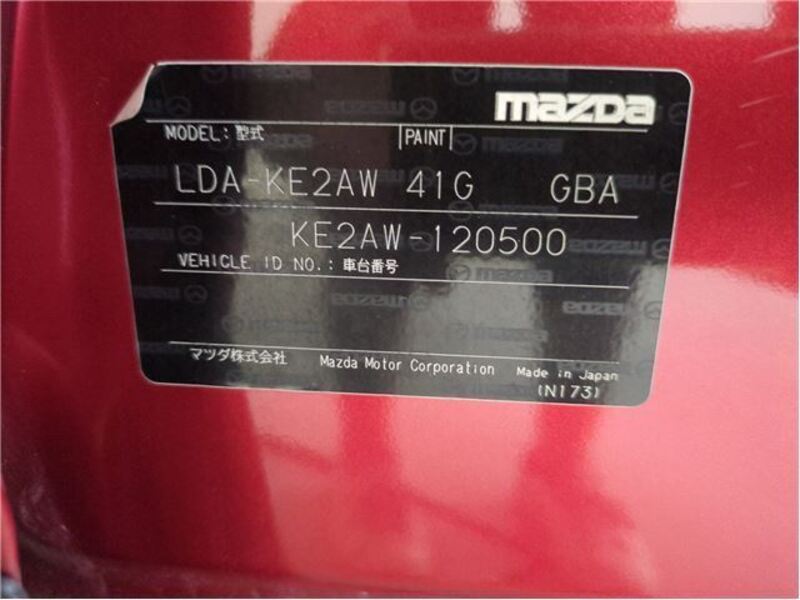 mazda
MODEL: 型式 PAINT
LDA-KE2AW 41G GBA
KE2AW-120500
VEHICLE ID NO.: 車台番号
マツダ株式会社 Mazda Motor Corporation Made in Japan
(N173)